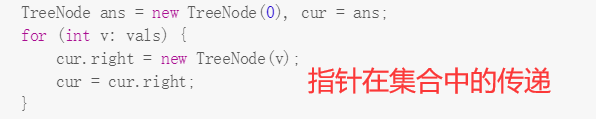 TreeNode ans = new TreeNode(0), cur = ans;
for (int v: vals) {
    cur.right = new TreeNode(v);
    cur = cur.right;
指针在集合中的传递
}